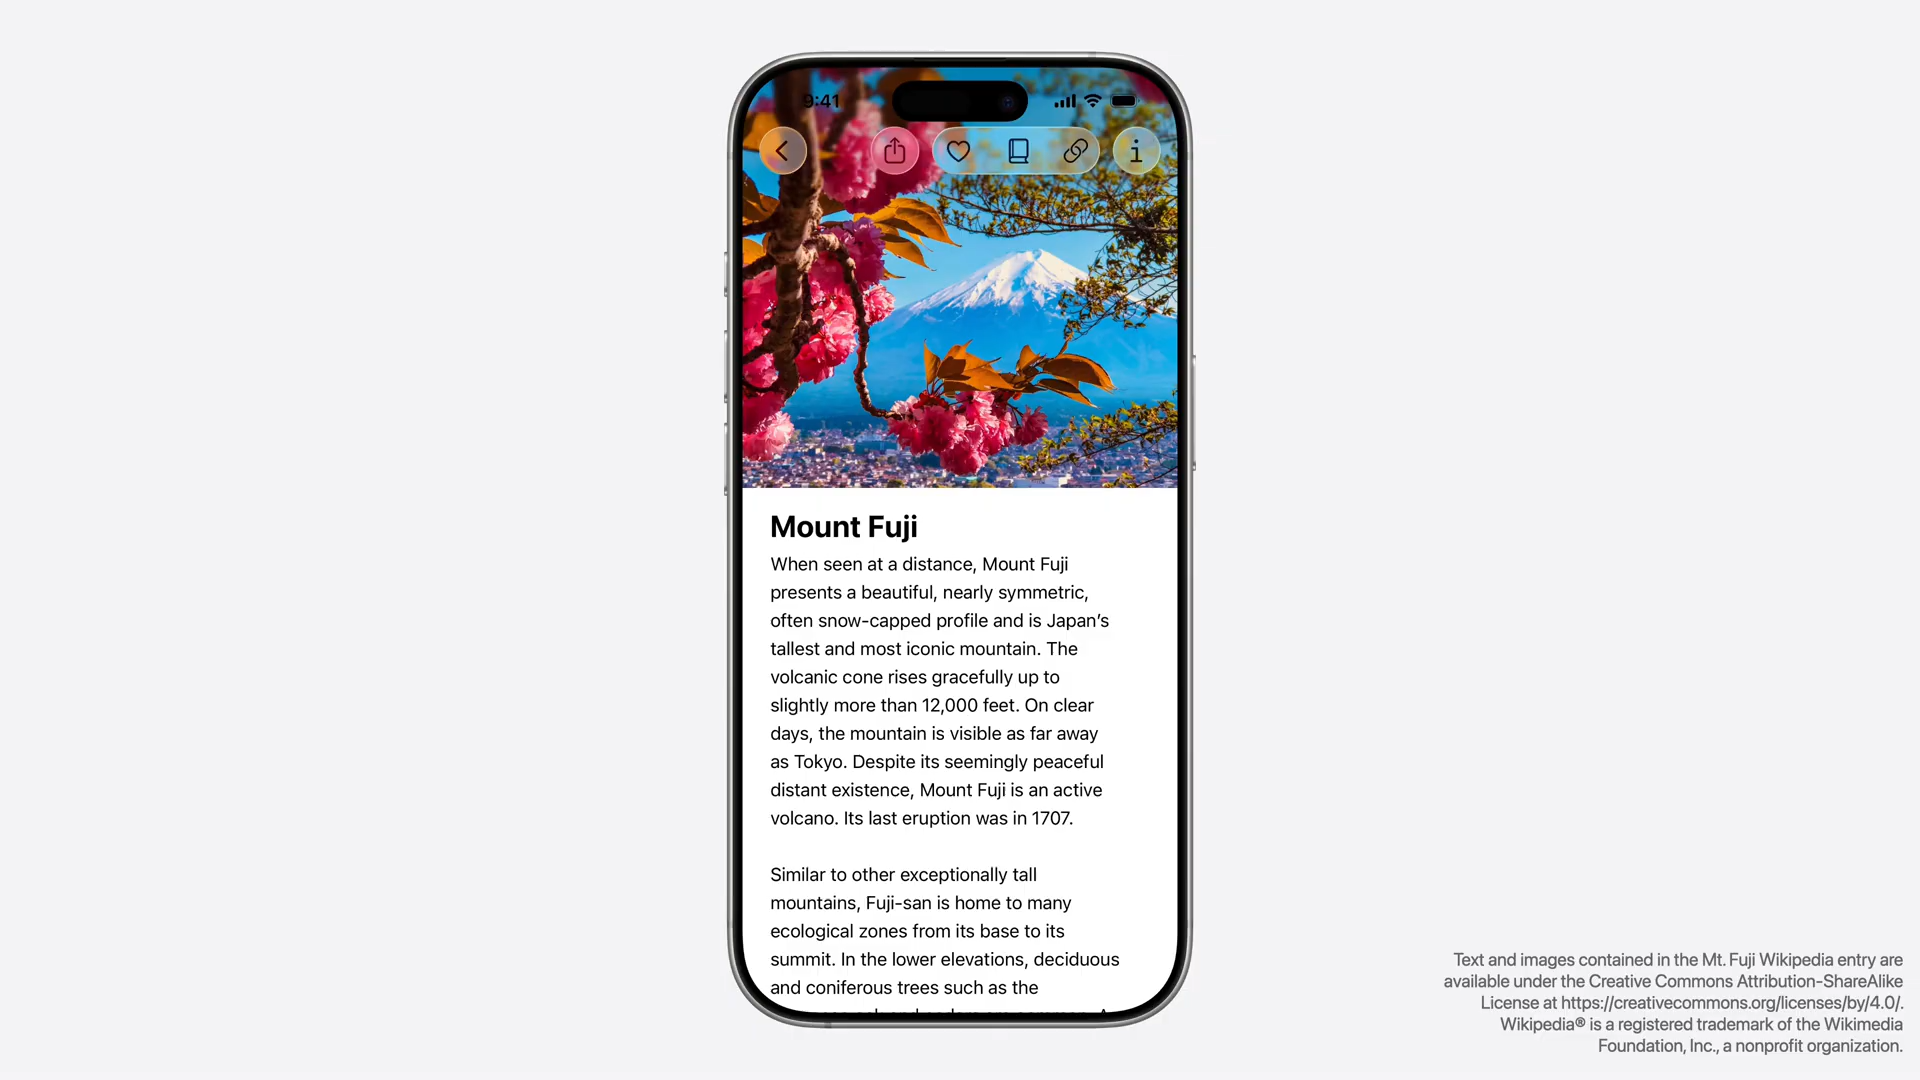 9:41
Mount Fuji
When seen at a distance, Mount Fuji
presents a beautiful, nearly symmetric,
often snow-capped profile and is Japan’s
tallest and most iconic mountain. The
volcanic cone rises gracefully up to
slightly more than 12,000 feet. On clear
days, the mountain is visible as far away
as Tokyo. Despite its seemingly peaceful
distant existence, Mount Fuji is an active
volcano. Its last eruption was in 1707.
Similar to other exceptionally tall
mountains, Fuji-san is home to many
ecological zones from its base to its
summit. In the lower elevations, deciduous
and coniferous trees such as the
Text and images contained in the Mt. Fuji Wikipedia entry are
available under the Creative Commons Attribution-ShareAlike
License at https://creativecommons.org/licenses/by/4.0/.
Wikipedia® is a registered trademark of the Wikimedia
Foundation, Inc., a nonprofit organization.